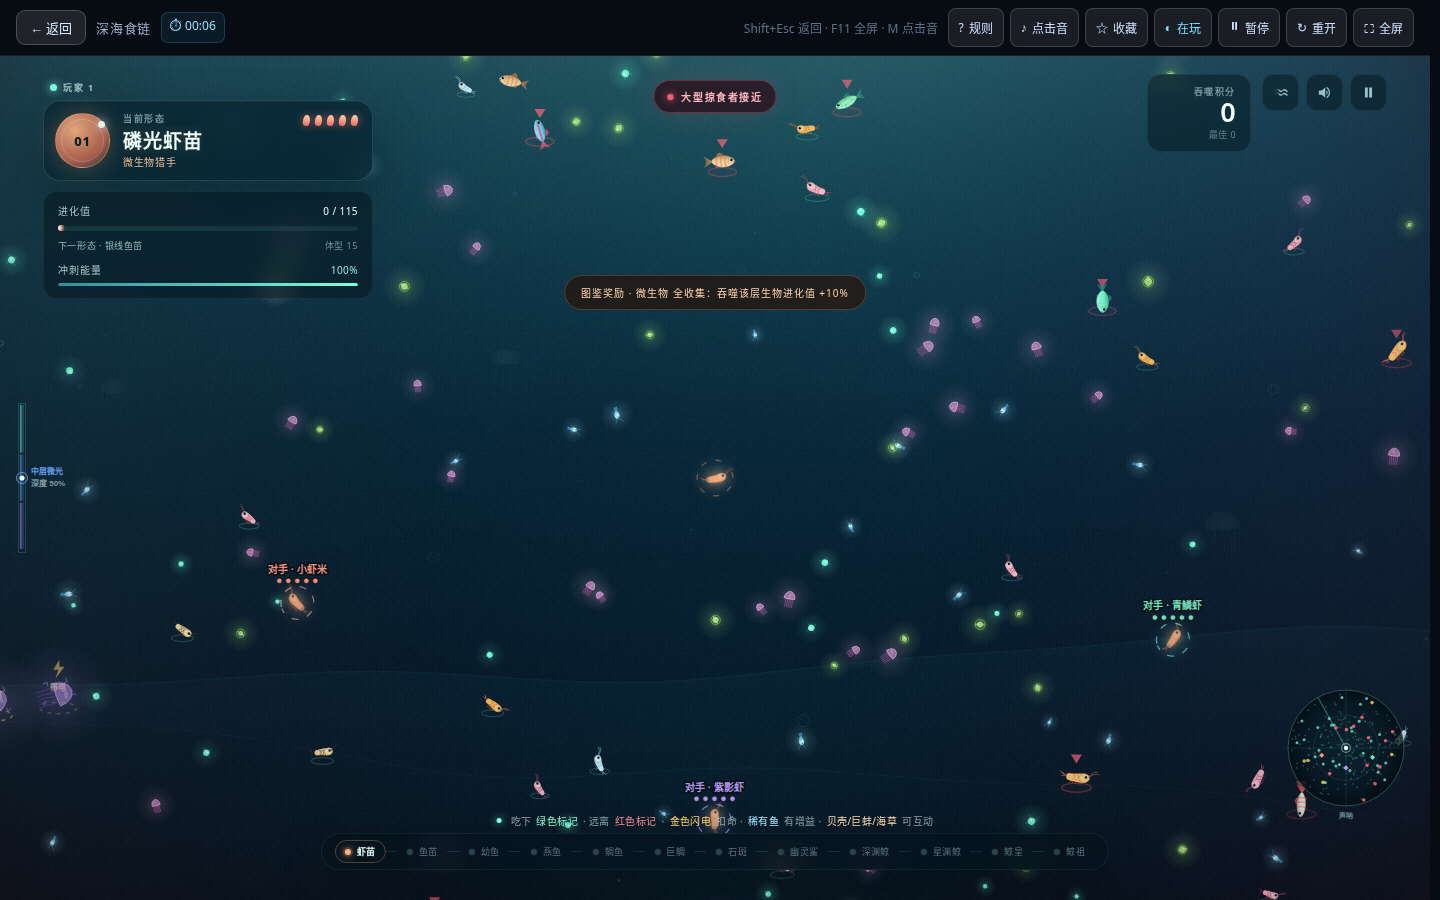 ← 返回
深海食链
00:06
Shift+Esc 返回 · F11 全屏 · M 点击音
? 规则
♪ 点击音
☆ 收藏
在玩
暂停
↻ 重开
全屏
玩家 1
01
当前形态
磷光虾苗
微生物猎手
进化值
0 / 115
下一形态 · 银线鱼苗
体型 15
冲刺能量
100%
大型掠食者接近
吞噬积分
0
最佳 0
图鉴奖励 · 微生物 全收集：吞噬该层生物进化值 +10%
中层微光
深度 50%
对手 · 小虾米
对手 · 青鳞虾
对手 · 紫影虾
声呐
吃下 绿色标记 · 远离 红色标记 · 金色闪电 扣命 · 稀有鱼 有增益 · 贝壳/巨蚌/海草 可互动
虾苗
鱼苗
幼鱼
燕鱼
鲷鱼
巨鲷
石斑
幽灵鲨
深渊鲸
星渊鲸
鲸皇
鲸祖